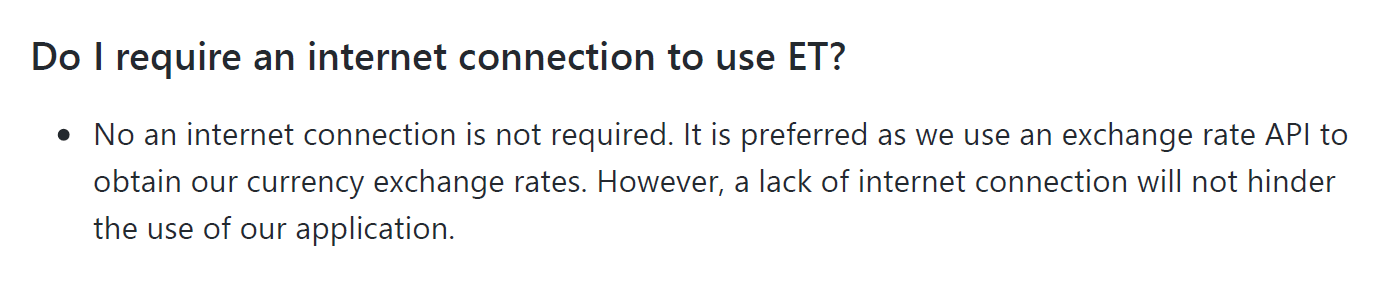 Do I require an internet connection to use ET?
• No an internet connection is not required. It is preferred as we use an exchange rate API to
obtain our currency exchange rates. However, a lack of internet connection will not hinder
the use of our application.